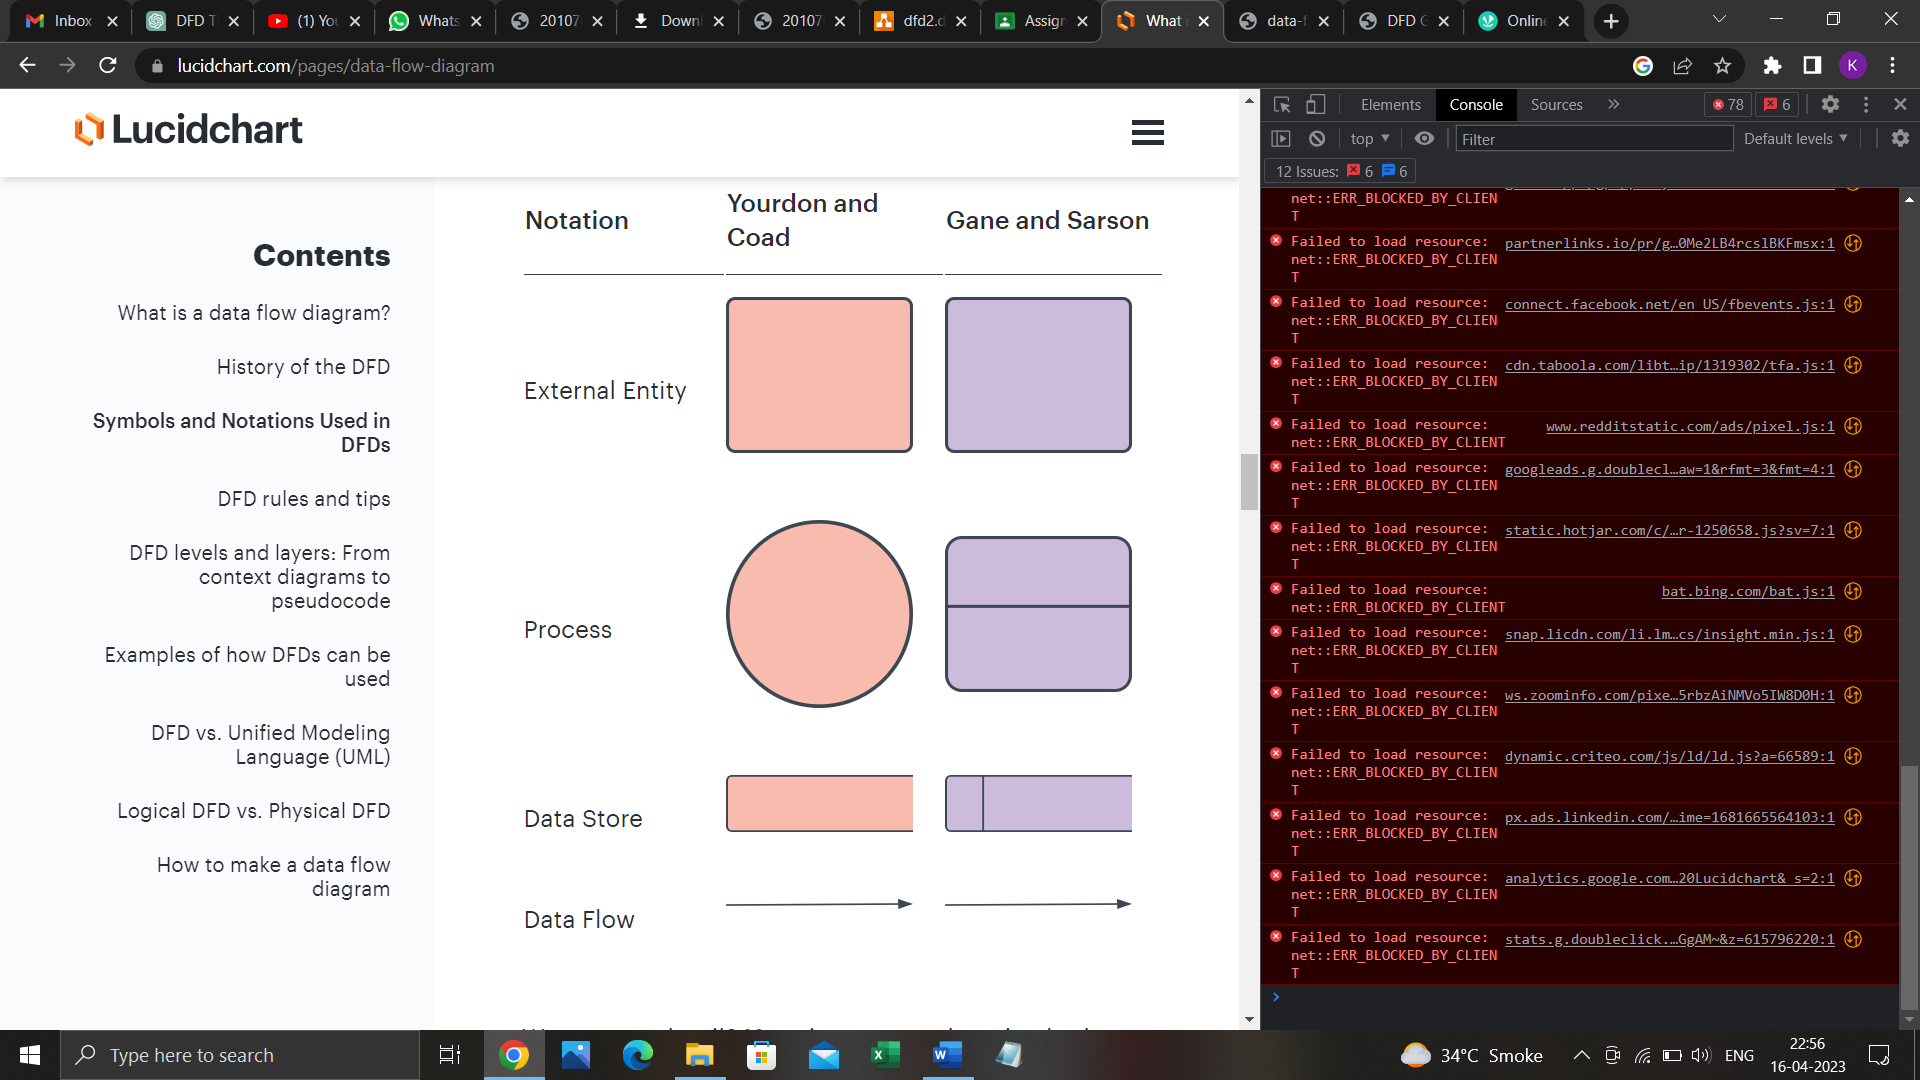 Inbox
DFD T
(1) You
Whats
20107
Downl
20107
dfd2.d
Assign
What i
data-f
DFD G
Online
lucidchart.com/pages/data-flow-diagram
K
Lucidchart
Contents
What is a data flow diagram?
History of the DFD
Symbols and Notations Used in
DFDs
DFD rules and tips
DFD levels and layers: From
context diagrams to
pseudocode
Examples of how DFDs can be
used
DFD vs. Unified Modeling
Language (UML)
Logical DFD vs. Physical DFD
How to make a data flow
diagram
Notation
Yourdon and
Coad
Gane and Sarson
External Entity
Process
Data Store
Data Flow
Elements
Console
Sources
78
6
top
Filter
Default levels
12 Issues: 6 6
net::ERR_BLOCKED_BY_CLIEN
T
Failed to load resource: partnerlinks.io/pr/g…0Me2LB4rcslBKFmsx:1
net::ERR_BLOCKED_BY_CLIEN
T
Failed to load resource: connect.facebook.net/en_US/fbevents.js:1
net::ERR_BLOCKED_BY_CLIEN
T
Failed to load resource: cdn.taboola.com/libt…ip/1319302/tfa.js:1
net::ERR_BLOCKED_BY_CLIEN
T
Failed to load resource: www.redditstatic.com/ads/pixel.js:1
net::ERR_BLOCKED_BY_CLIENT
Failed to load resource: googleads.g.doublecl…aw=1&rfmt=3&fmt=4:1
net::ERR_BLOCKED_BY_CLIEN
T
Failed to load resource: static.hotjar.com/c/…r-1250658.js?sv=7:1
net::ERR_BLOCKED_BY_CLIEN
T
Failed to load resource: bat.bing.com/bat.js:1
net::ERR_BLOCKED_BY_CLIENT
Failed to load resource: snap.licdn.com/li.lm…cs/insight.min.js:1
net::ERR_BLOCKED_BY_CLIEN
T
Failed to load resource: ws.zoominfo.com/pixe…5rbzAiNMVo5IW8D0H:1
net::ERR_BLOCKED_BY_CLIEN
T
Failed to load resource: dynamic.criteo.com/js/ld/ld.js?a=66589:1
net::ERR_BLOCKED_BY_CLIEN
T
Failed to load resource: px.ads.linkedin.com/…ime=1681665564103:1
net::ERR_BLOCKED_BY_CLIEN
T
Failed to load resource: analytics.google.com…20Lucidchart&_s=2:1
net::ERR_BLOCKED_BY_CLIEN
T
Failed to load resource: stats.g.doubleclick.…GgAM~&z=615796220:1
net::ERR_BLOCKED_BY_CLIEN
T
Type here to search
34°C Smoke
ENG
22:56
16-04-2023